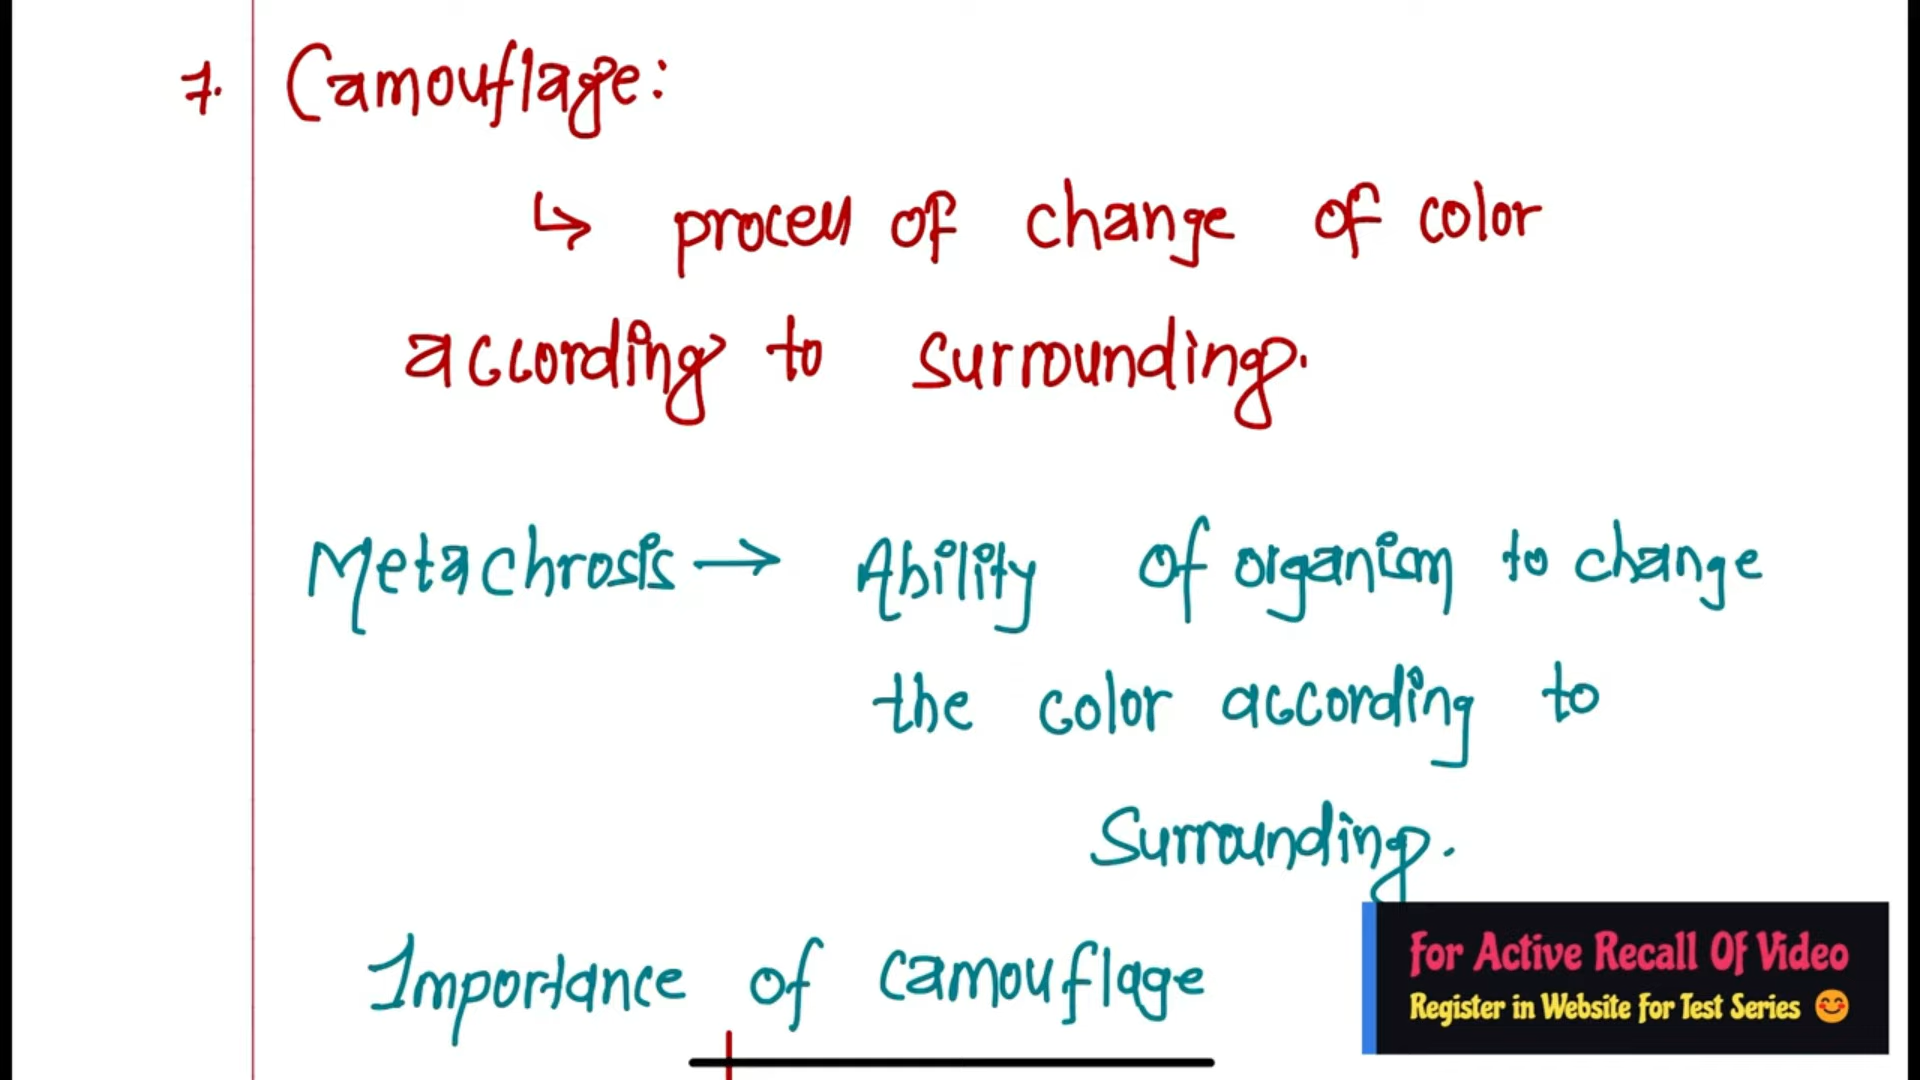 7. Camouflage:
↳ process of change of color
according to surrounding.
Metachrosis → Ability of organism to change
the color according to
Surrounding.
Importance of camouflage
For Active Recall Of Video
Register in Website For Test Series 😊